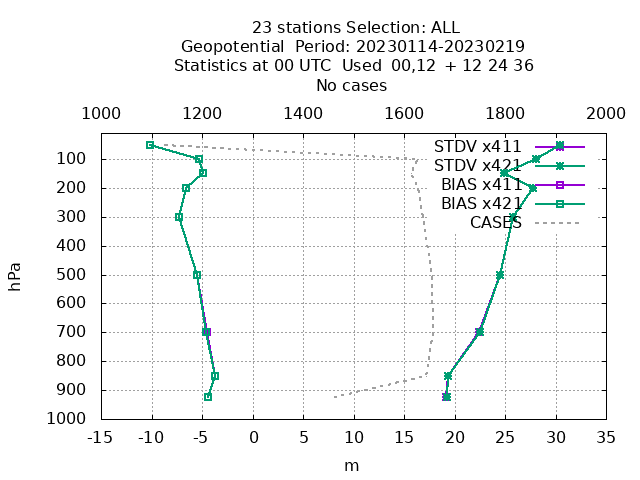 23 stations Selection: ALL
Geopotential  Period: 20230114-20230219
Statistics at 00 UTC  Used  00,12  + 12 24 36
No cases
1000 1200 1400 1600 1800 2000
STDV x411
STDV x421
BIAS x411
BIAS x421
CASES
hPa
100
200
300
400
500
600
700
800
900
1000
-15 -10 -5 0 5 10 15 20 25 30 35
m